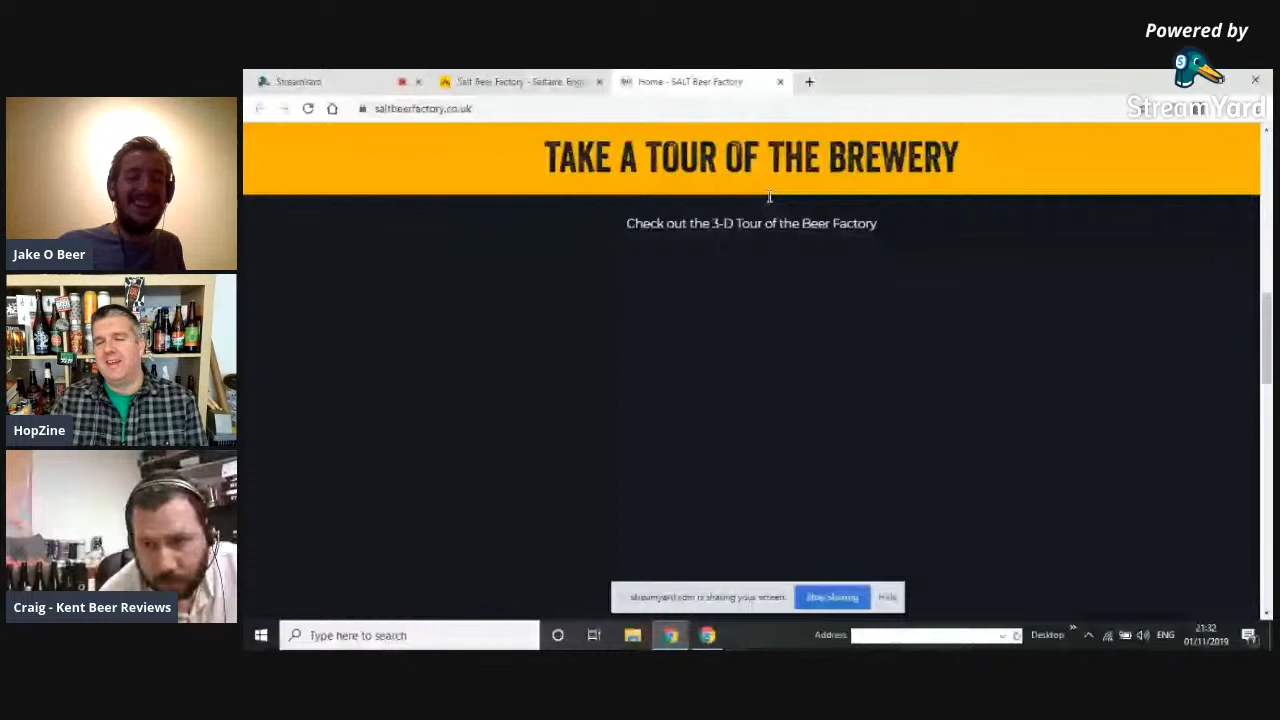 Powered by
StreamYard
StreamYard
Salt Beer Factory - Saltaire, Engl
Home - SALT Beer Factory
saltbeerfactory.co.uk
TAKE A TOUR OF THE BREWERY
Check out the 3-D Tour of the Beer Factory
Jake O Beer
HopZine
Craig - Kent Beer Reviews
streamyard.com is sharing your screen.
Stop sharing
Hide
Type here to search
Address
Desktop
ENG
21:32
01/11/2019